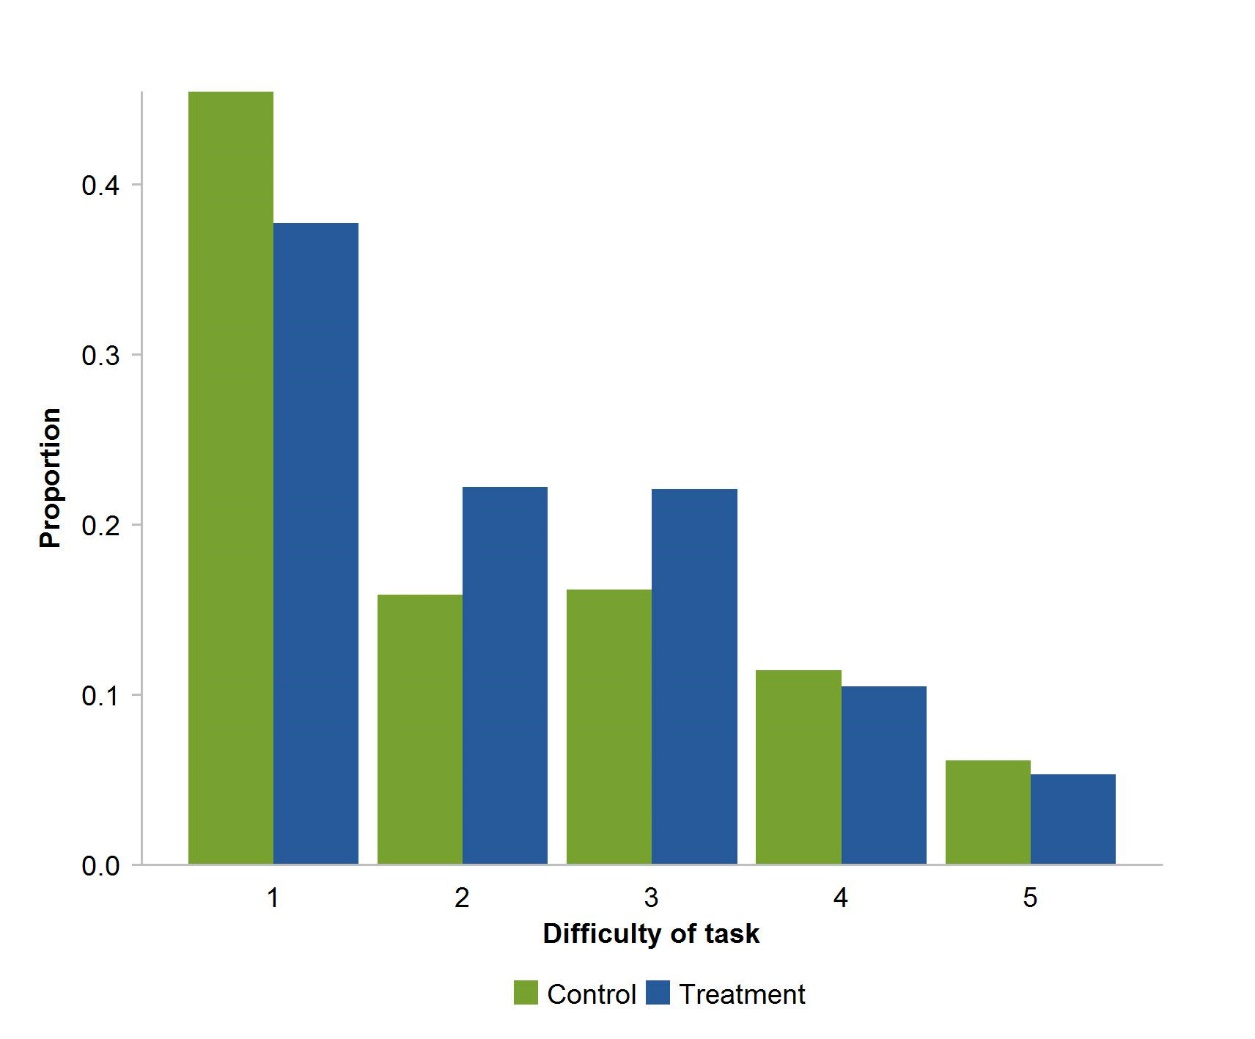 0.4
0.3
0.2
0.1
0.0
Proportion
1 2 3 4 5
Difficulty of task
Control Treatment